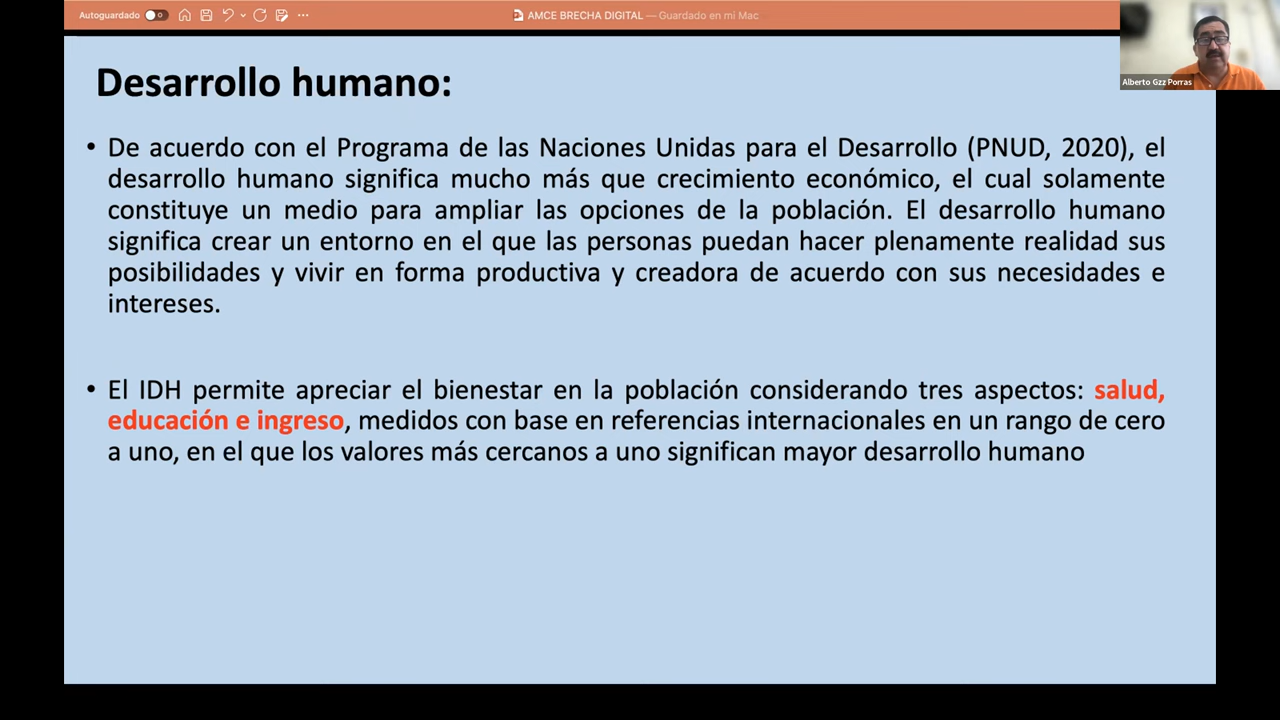 Autoguardado
AMCE BRECHA DIGITAL — Guardado en mi Mac
Alberto Gzz Porras
Desarrollo humano:
• De acuerdo con el Programa de las Naciones Unidas para el Desarrollo (PNUD, 2020), el
desarrollo humano significa mucho más que crecimiento económico, el cual solamente
constituye un medio para ampliar las opciones de la población. El desarrollo humano
significa crear un entorno en el que las personas puedan hacer plenamente realidad sus
posibilidades y vivir en forma productiva y creadora de acuerdo con sus necesidades e
intereses.
• El IDH permite apreciar el bienestar en la población considerando tres aspectos: salud,
educación e ingreso, medidos con base en referencias internacionales en un rango de cero
a uno, en el que los valores más cercanos a uno significan mayor desarrollo humano